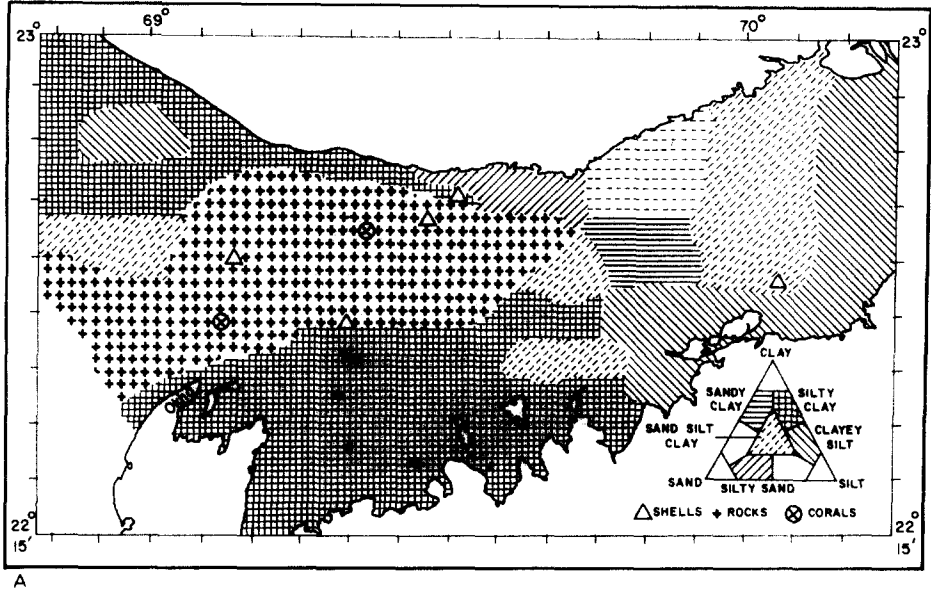 69° 70°
23° 23°
OKHA
CLAY
SANDY CLAY
SILTY CLAY
SAND SILT CLAY
CLAYEY SILT
SAND SILTY SAND SILT
SHELLS ROCKS CORALS
22° 15' 22° 15'
A